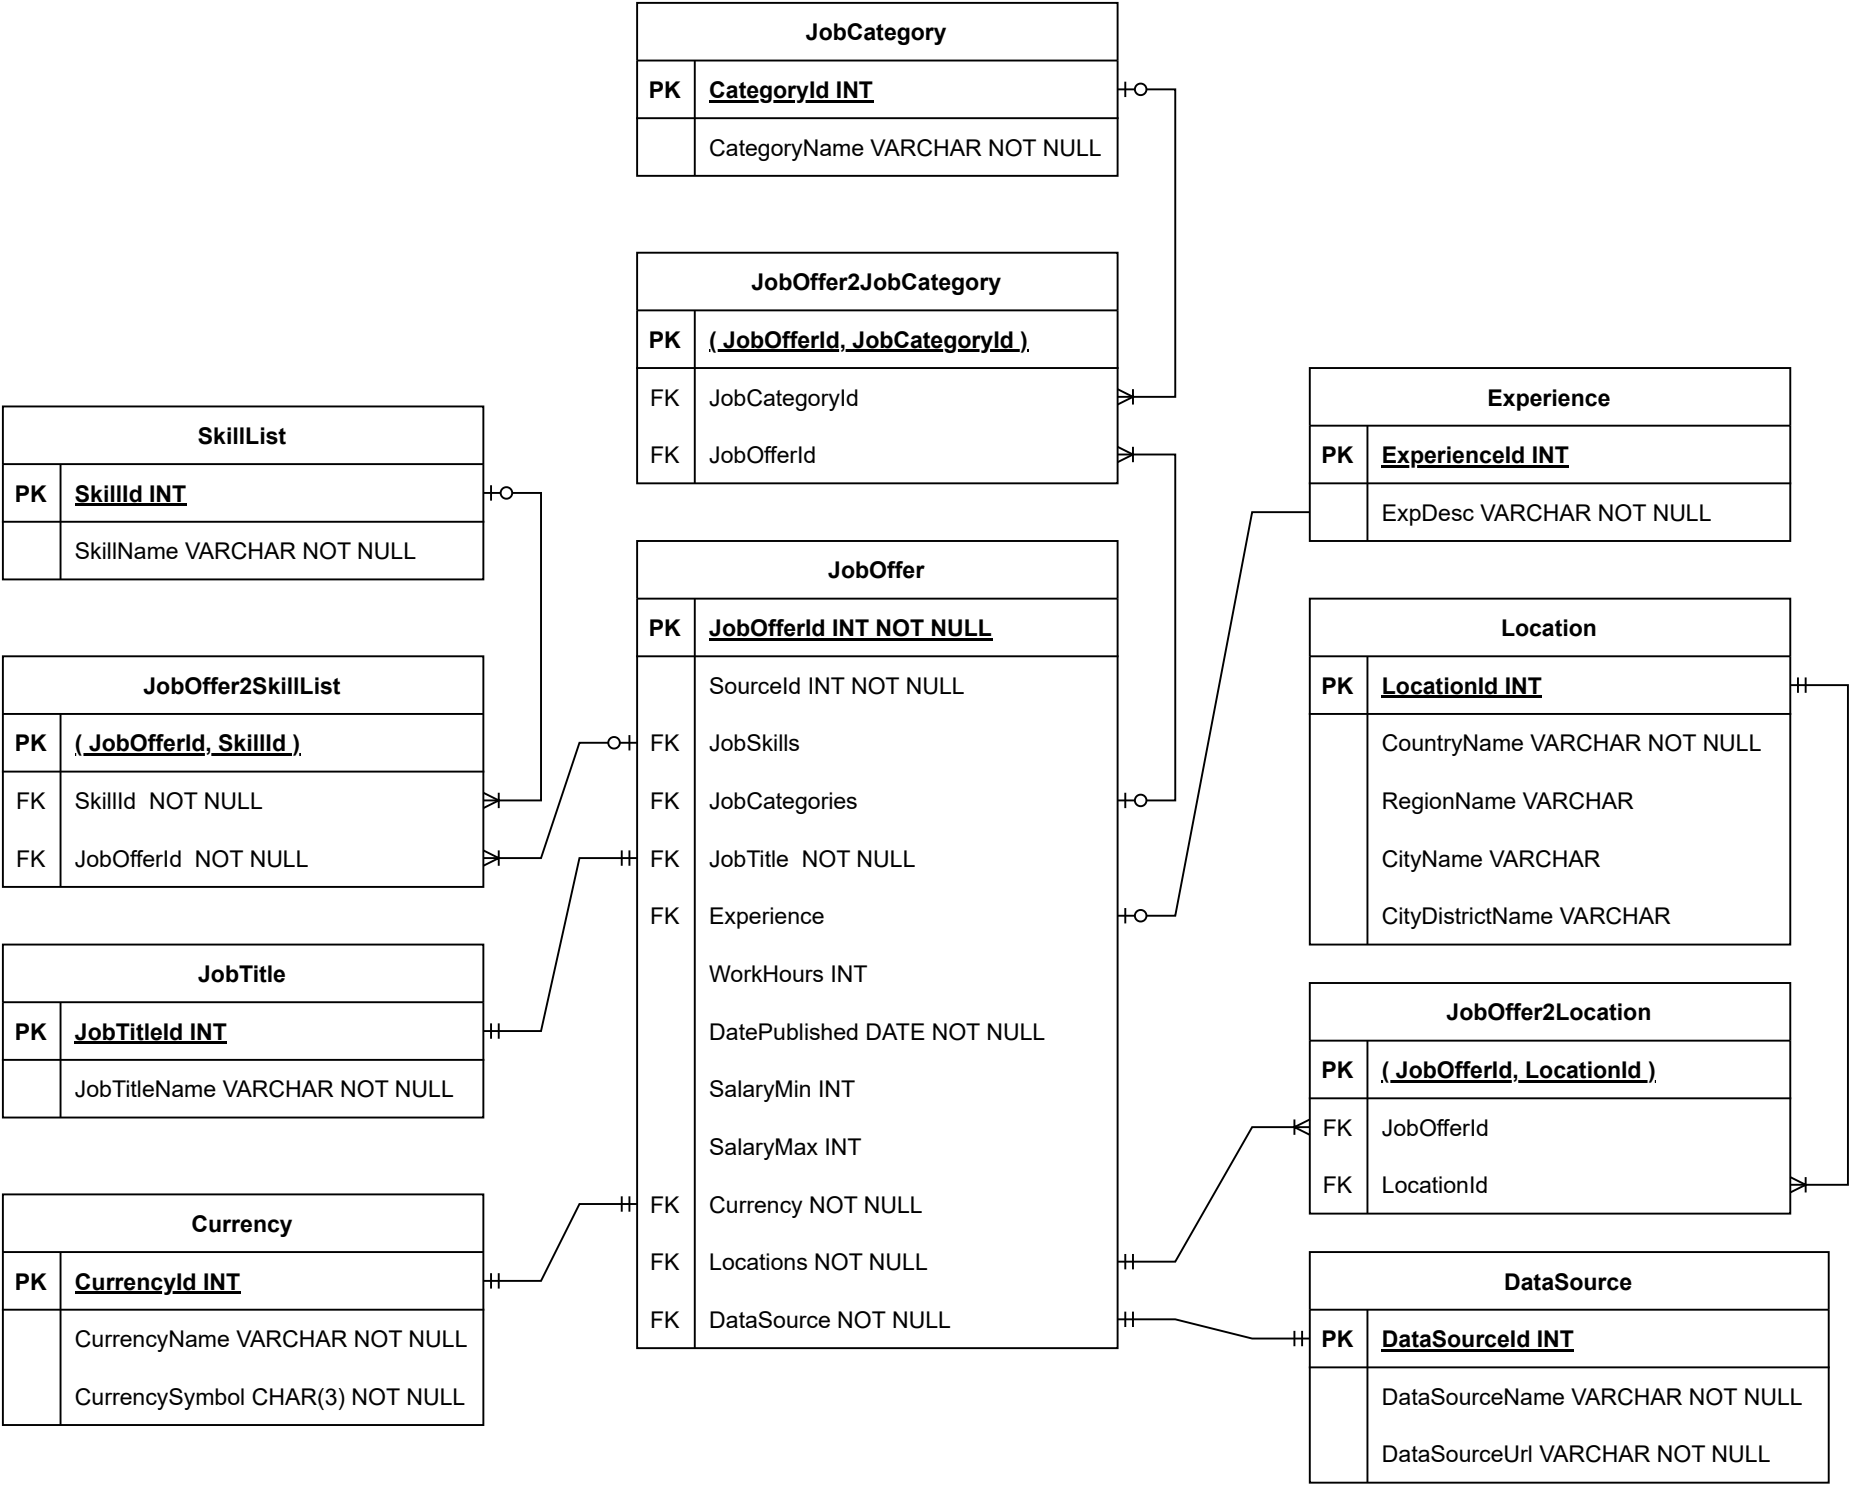 JobCategory
PK CategoryId INT
CategoryName VARCHAR NOT NULL
JobOffer2JobCategory
PK ( JobOfferId, JobCategoryId )
FK JobCategoryId
FK JobOfferId
SkillList
PK SkillId INT
SkillName VARCHAR NOT NULL
JobOffer2SkillList
PK ( JobOfferId, SkillId )
FK SkillId  NOT NULL
FK JobOfferId  NOT NULL
JobTitle
PK JobTitleId INT
JobTitleName VARCHAR NOT NULL
Currency
PK CurrencyId INT
CurrencyName VARCHAR NOT NULL
CurrencySymbol CHAR(3) NOT NULL
JobOffer
PK JobOfferId INT NOT NULL
SourceId INT NOT NULL
FK JobSkills
FK JobCategories
FK JobTitle  NOT NULL
FK Experience
WorkHours INT
DatePublished DATE NOT NULL
SalaryMin INT
SalaryMax INT
FK Currency NOT NULL
FK Locations NOT NULL
FK DataSource NOT NULL
Experience
PK ExperienceId INT
ExpDesc VARCHAR NOT NULL
Location
PK LocationId INT
CountryName VARCHAR NOT NULL
RegionName VARCHAR
CityName VARCHAR
CityDistrictName VARCHAR
JobOffer2Location
PK ( JobOfferId, LocationId )
FK JobOfferId
FK LocationId
DataSource
PK DataSourceId INT
DataSourceName VARCHAR NOT NULL
DataSourceUrl VARCHAR NOT NULL